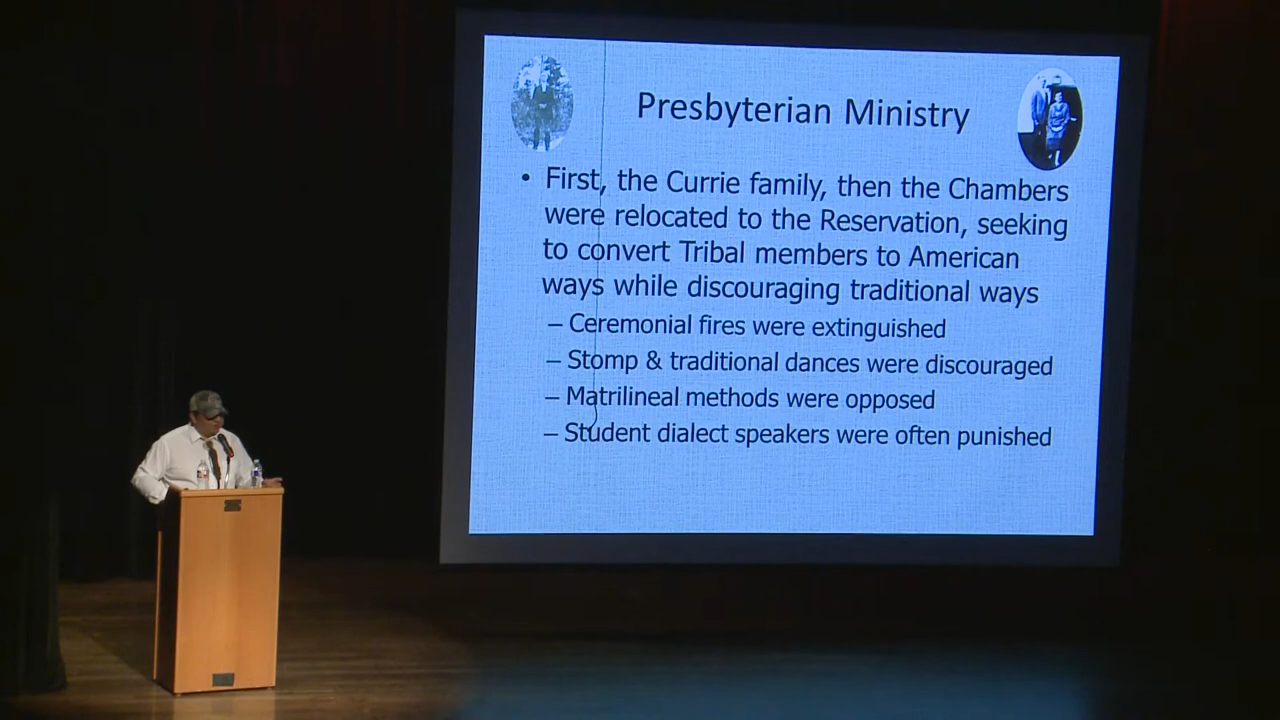 Presbyterian Ministry
• First, the Currie family, then the Chambers
were relocated to the Reservation, seeking
to convert Tribal members to American
ways while discouraging traditional ways
– Ceremonial fires were extinguished
– Stomp & traditional dances were discouraged
– Matrilineal methods were opposed
– Student dialect speakers were often punished